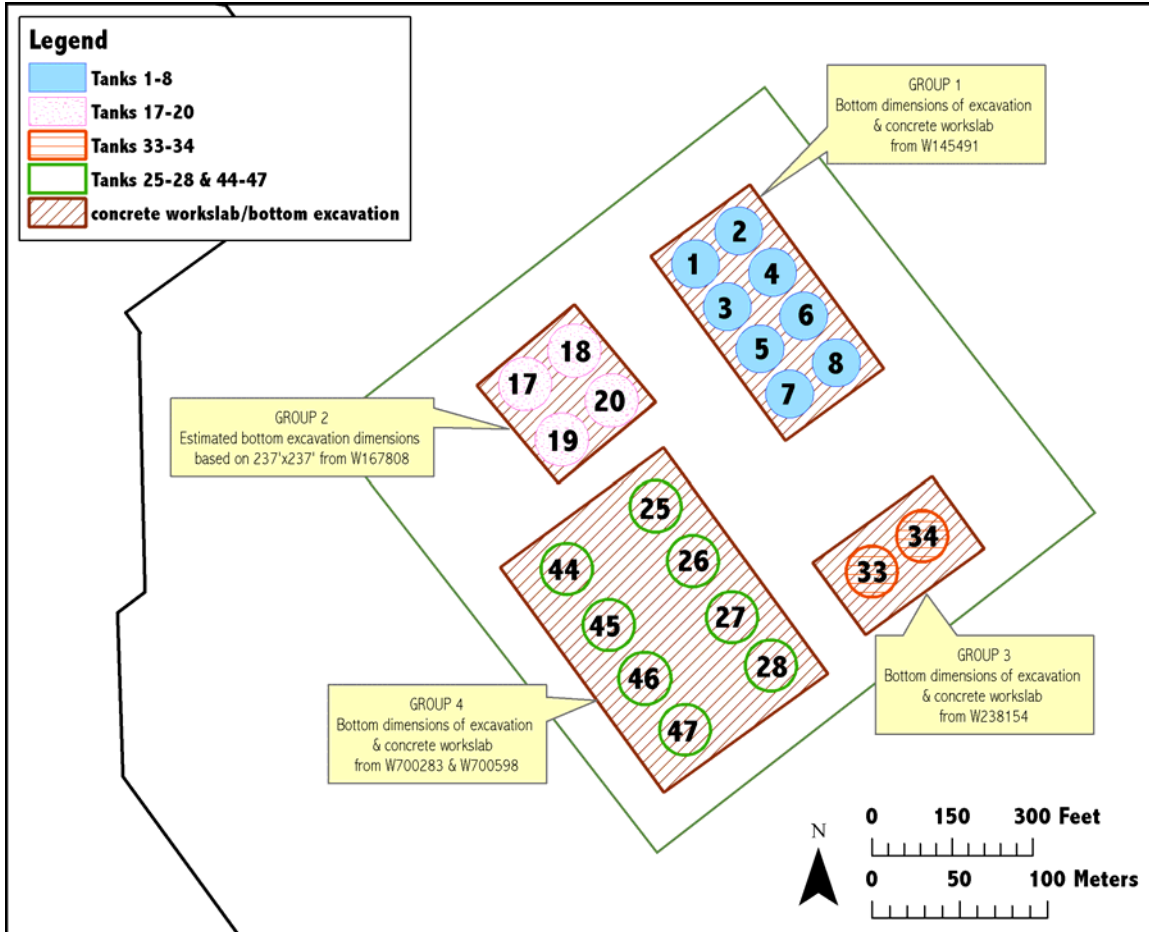 Legend
Tanks 1-8
Tanks 17-20
Tanks 33-34
Tanks 25-28 & 44-47
concrete workslab/bottom excavation
GROUP 1
Bottom dimensions of excavation
& concrete workslab
from W145491
2
1
4
3
6
5
8
7
18
17
20
19
GROUP 2
Estimated bottom excavation dimensions
based on 237'x237' from W167808
25
44
26
45
27
46
28
47
34
33
GROUP 3
Bottom dimensions of excavation
& concrete workslab
from W238154
GROUP 4
Bottom dimensions of excavation
& concrete workslab
from W700283 & W700598
N
0 150 300 Feet
0 50 100 Meters